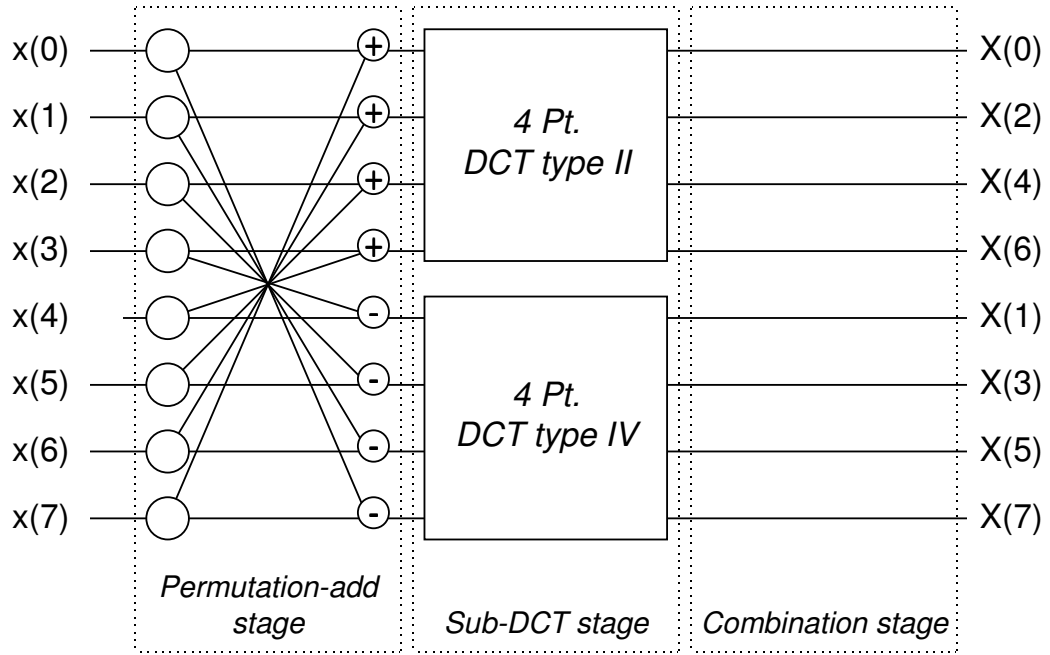 x(0)
+
X(0)
x(1)
+
4 Pt.
X(2)
x(2)
+
DCT type II
X(4)
x(3)
+
X(6)
x(4)
-
X(1)
x(5)
-
4 Pt.
X(3)
x(6)
-
DCT type IV
X(5)
x(7)
-
X(7)
Permutation-add
stage
Sub-DCT stage
Combination stage